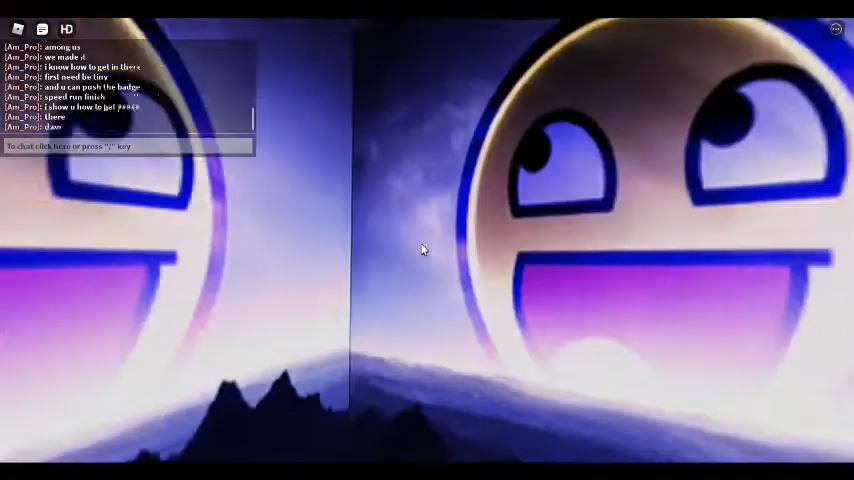 HD
[Am_Pro]: among us
[Am_Pro]: we made it
[Am_Pro]: i know how to get in there
[Am_Pro]: first need be tiny
[Am_Pro]: and u can push the badge
[Am_Pro]: speed run finish
[Am_Pro]: i show u how to get
[Am_Pro]: there
[Am_Pro]:
To chat click here or press "/" key